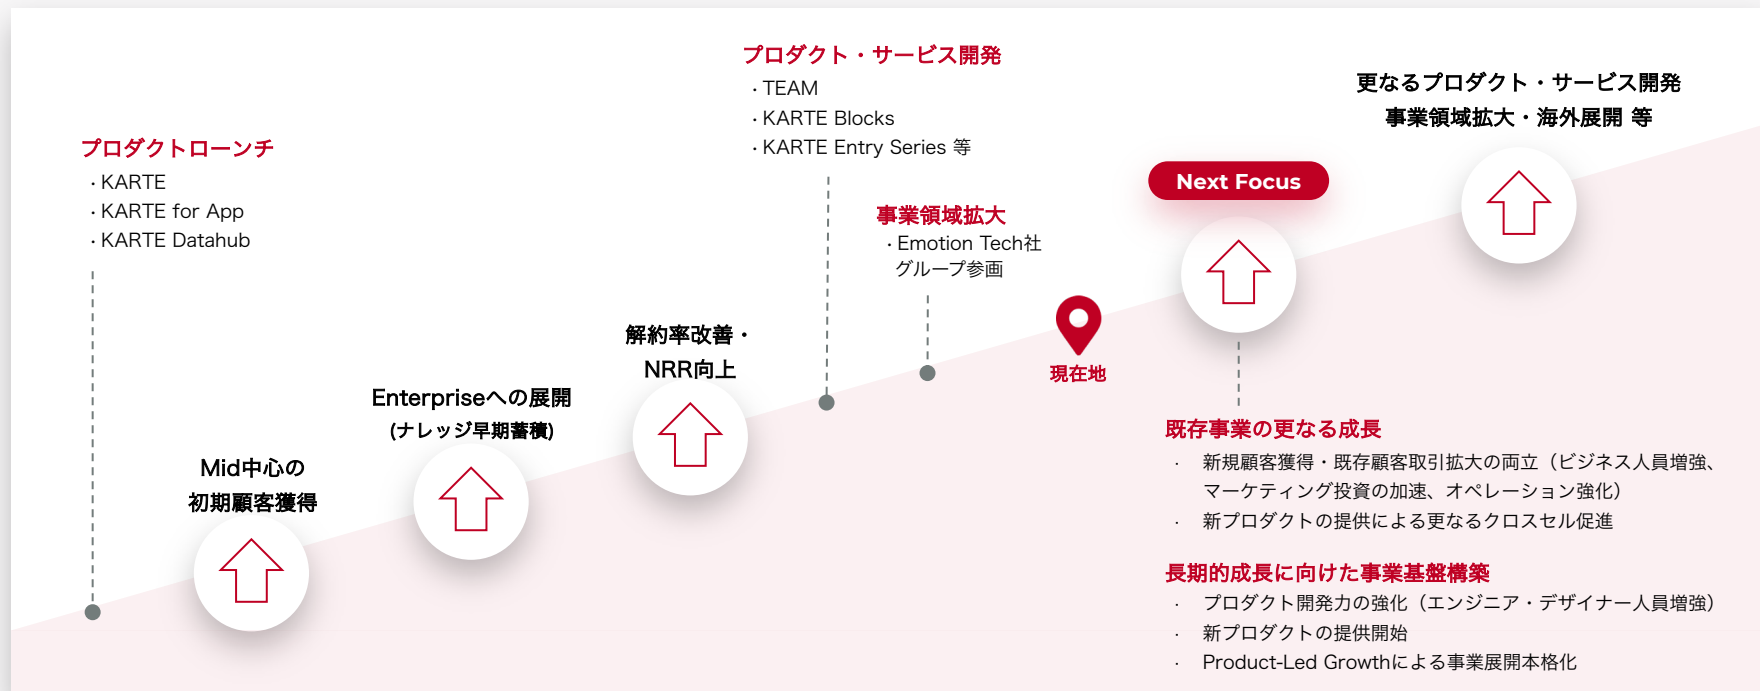 プロダクトローンチ
・KARTE
・KARTE for App
・KARTE Datahub
Mid中心の
初期顧客獲得
Enterpriseへの展開
(ナレッジ早期蓄積)
解約率改善・
NRR向上
プロダクト・サービス開発
・TEAM
・KARTE Blocks
・KARTE Entry Series 等
事業領域拡大
・Emotion Tech社
グループ参画
現在地
Next Focus
既存事業の更なる成長
・ 新規顧客獲得・既存顧客取引拡大の両立（ビジネス人員増強、
マーケティング投資の加速、オペレーション強化）
・ 新プロダクトの提供による更なるクロスセル促進
長期的成長に向けた事業基盤構築
・ プロダクト開発力の強化（エンジニア・デザイナー人員増強）
・ 新プロダクトの提供開始
・ Product-Led Growthによる事業展開本格化
更なるプロダクト・サービス開発
事業領域拡大・海外展開 等